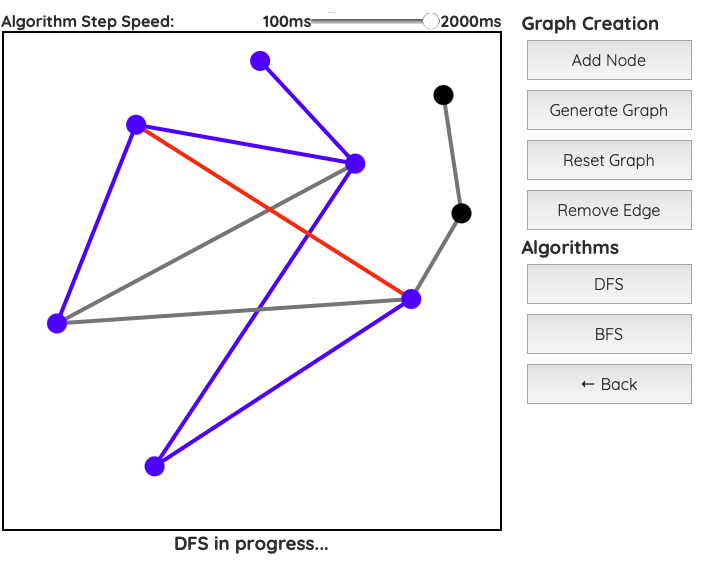 Algorithm Step Speed: 100ms 2000ms
Graph Creation
Add Node
Generate Graph
Reset Graph
Remove Edge
Algorithms
DFS
BFS
← Back
DFS in progress...